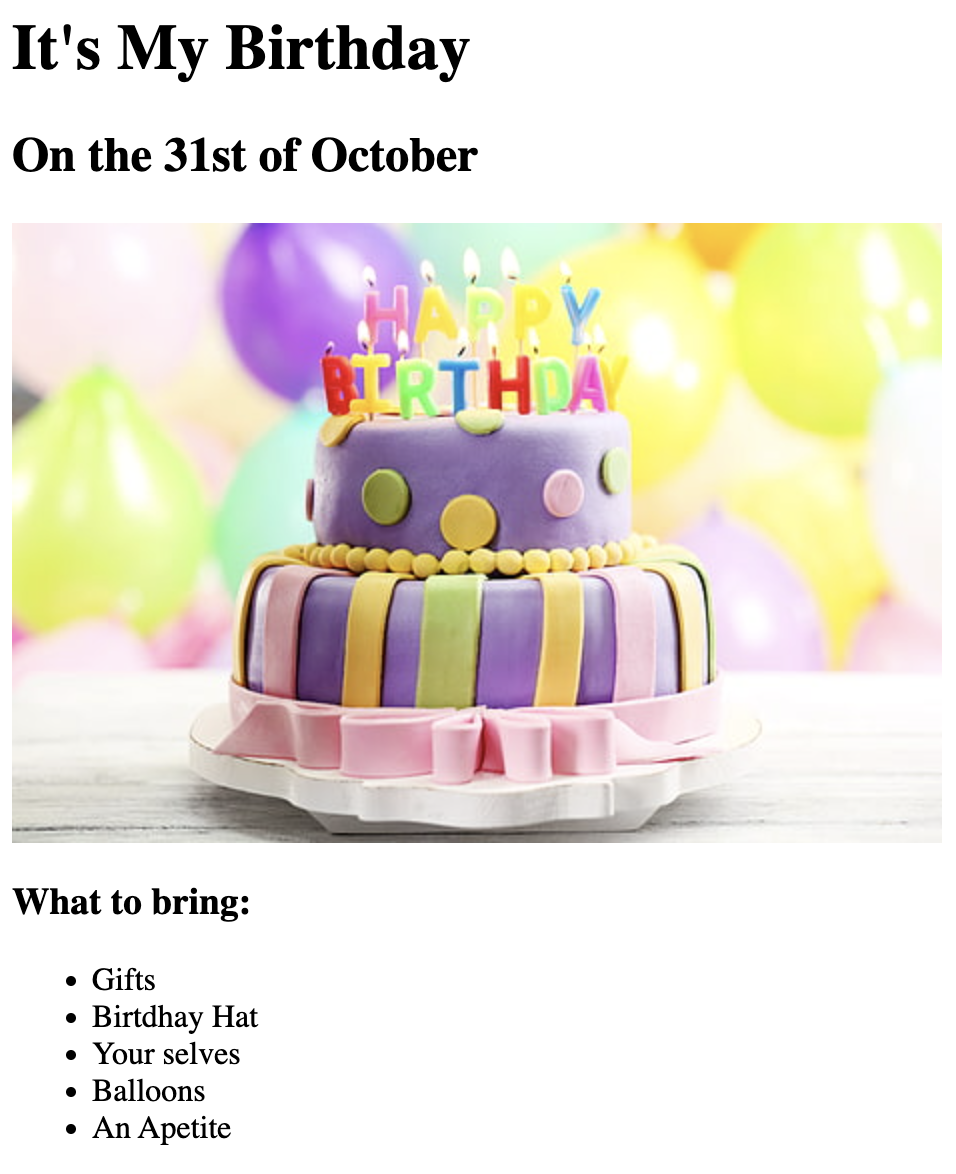 It's My Birthday
On the 31st of October
HAPPY
BIRTHDAY
What to bring:
Gifts
Birtdhay Hat
Your selves
Balloons
An Apetite